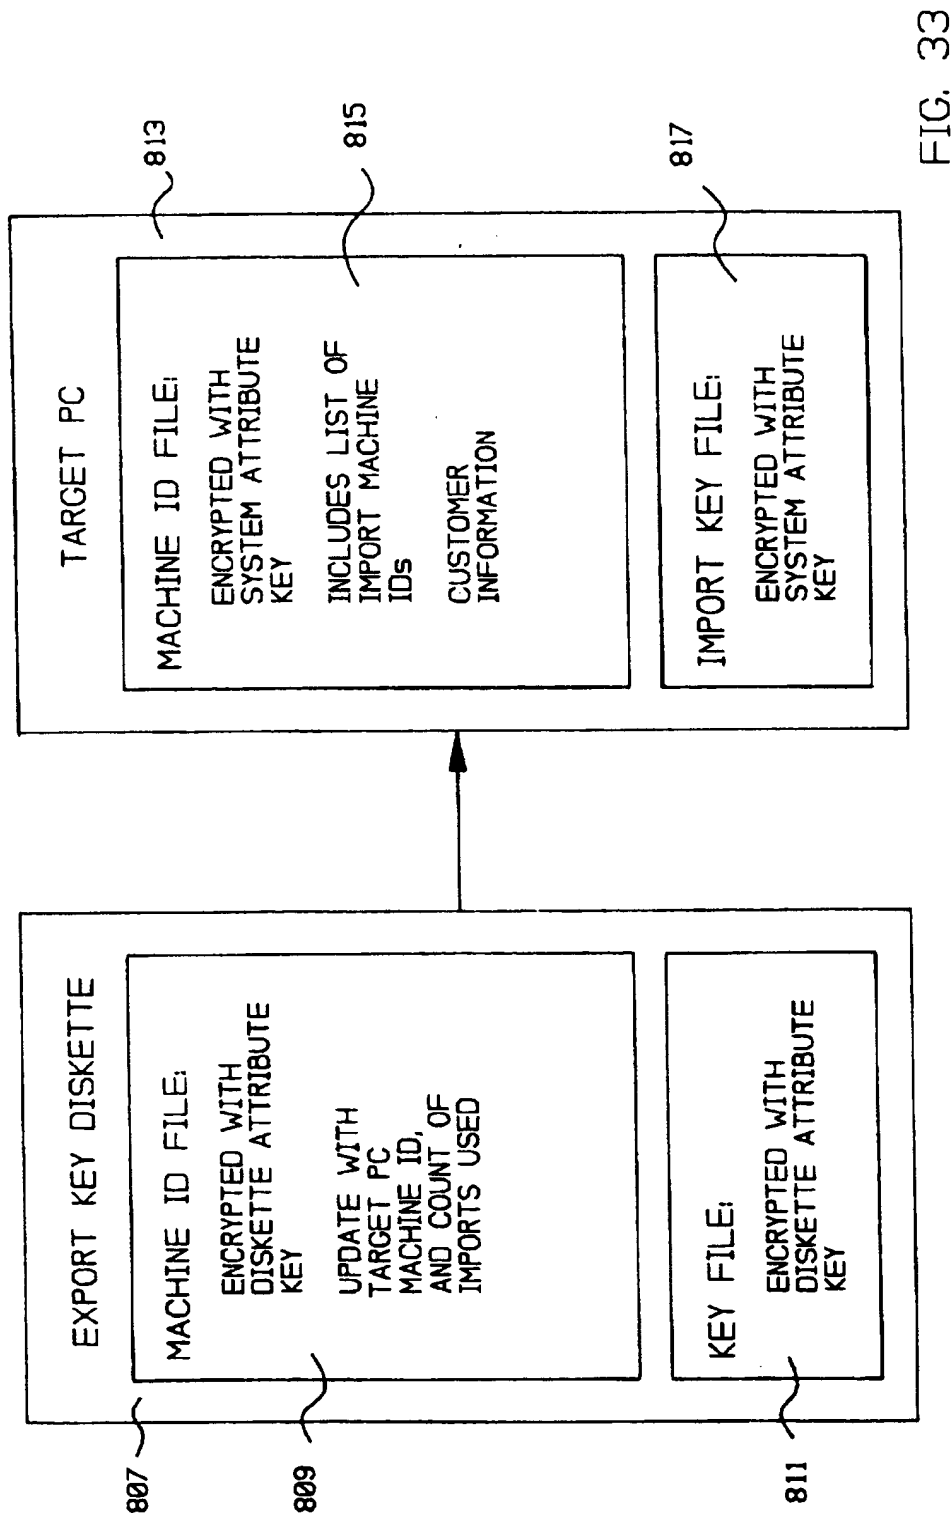 EXPORT KEY DISKETTE
807
MACHINE ID FILE:
ENCRYPTED WITH
DISKETTE ATTRIBUTE
KEY
UPDATE WITH
TARGET PC
MACHINE ID,
AND COUNT OF
IMPORTS USED
809
KEY FILE:
ENCRYPTED WITH
DISKETTE ATTRIBUTE
KEY
811
TARGET PC
813
MACHINE ID FILE:
ENCRYPTED WITH
SYSTEM ATTRIBUTE
KEY
INCLUDES LIST OF
IMPORT MACHINE
IDs
CUSTOMER
INFORMATION
815
IMPORT KEY FILE:
ENCRYPTED WITH
SYSTEM ATTRIBUTE
KEY
817
FIG. 33